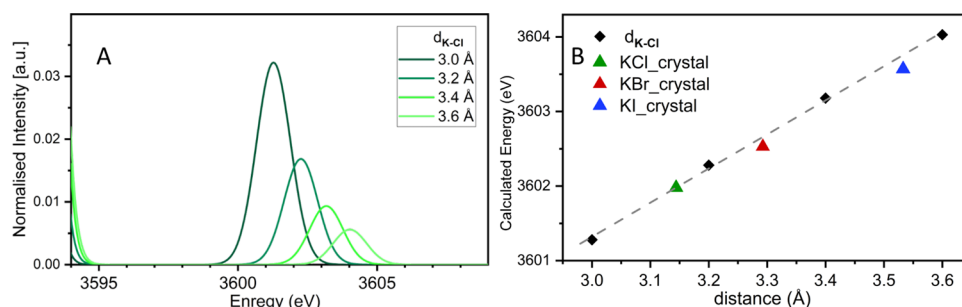 A
d K-Cl
3.0 Å
3.2 Å
3.4 Å
3.6 Å
Normalised Intensity [a.u.]
0.03
0.02
0.01
0.00
3595
3600
3605
Enregy (eV)
B
d K-Cl
KCl_crystal
KBr_crystal
KI_crystal
Calculated Energy (eV)
3604
3603
3602
3601
3.0
3.1
3.2
3.3
3.4
3.5
3.6
distance (Å)